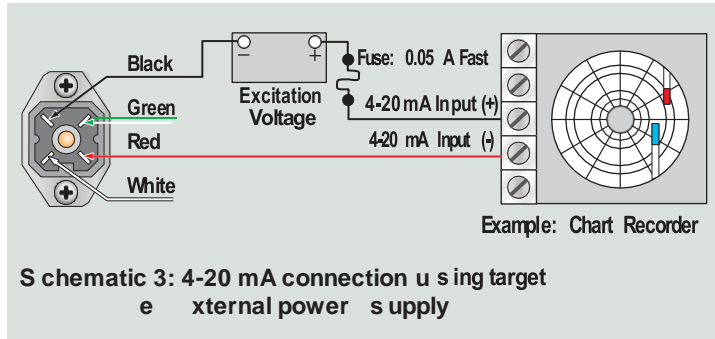 Black
Green
Red
White
− +
Excitation
Voltage
Fuse: 0.05 A Fast
4-20 mA Input (+)
4-20 mA Input (-)
Example: Chart Recorder
S chematic 3: 4-20 mA connection u s ing target
e xternal power s upply